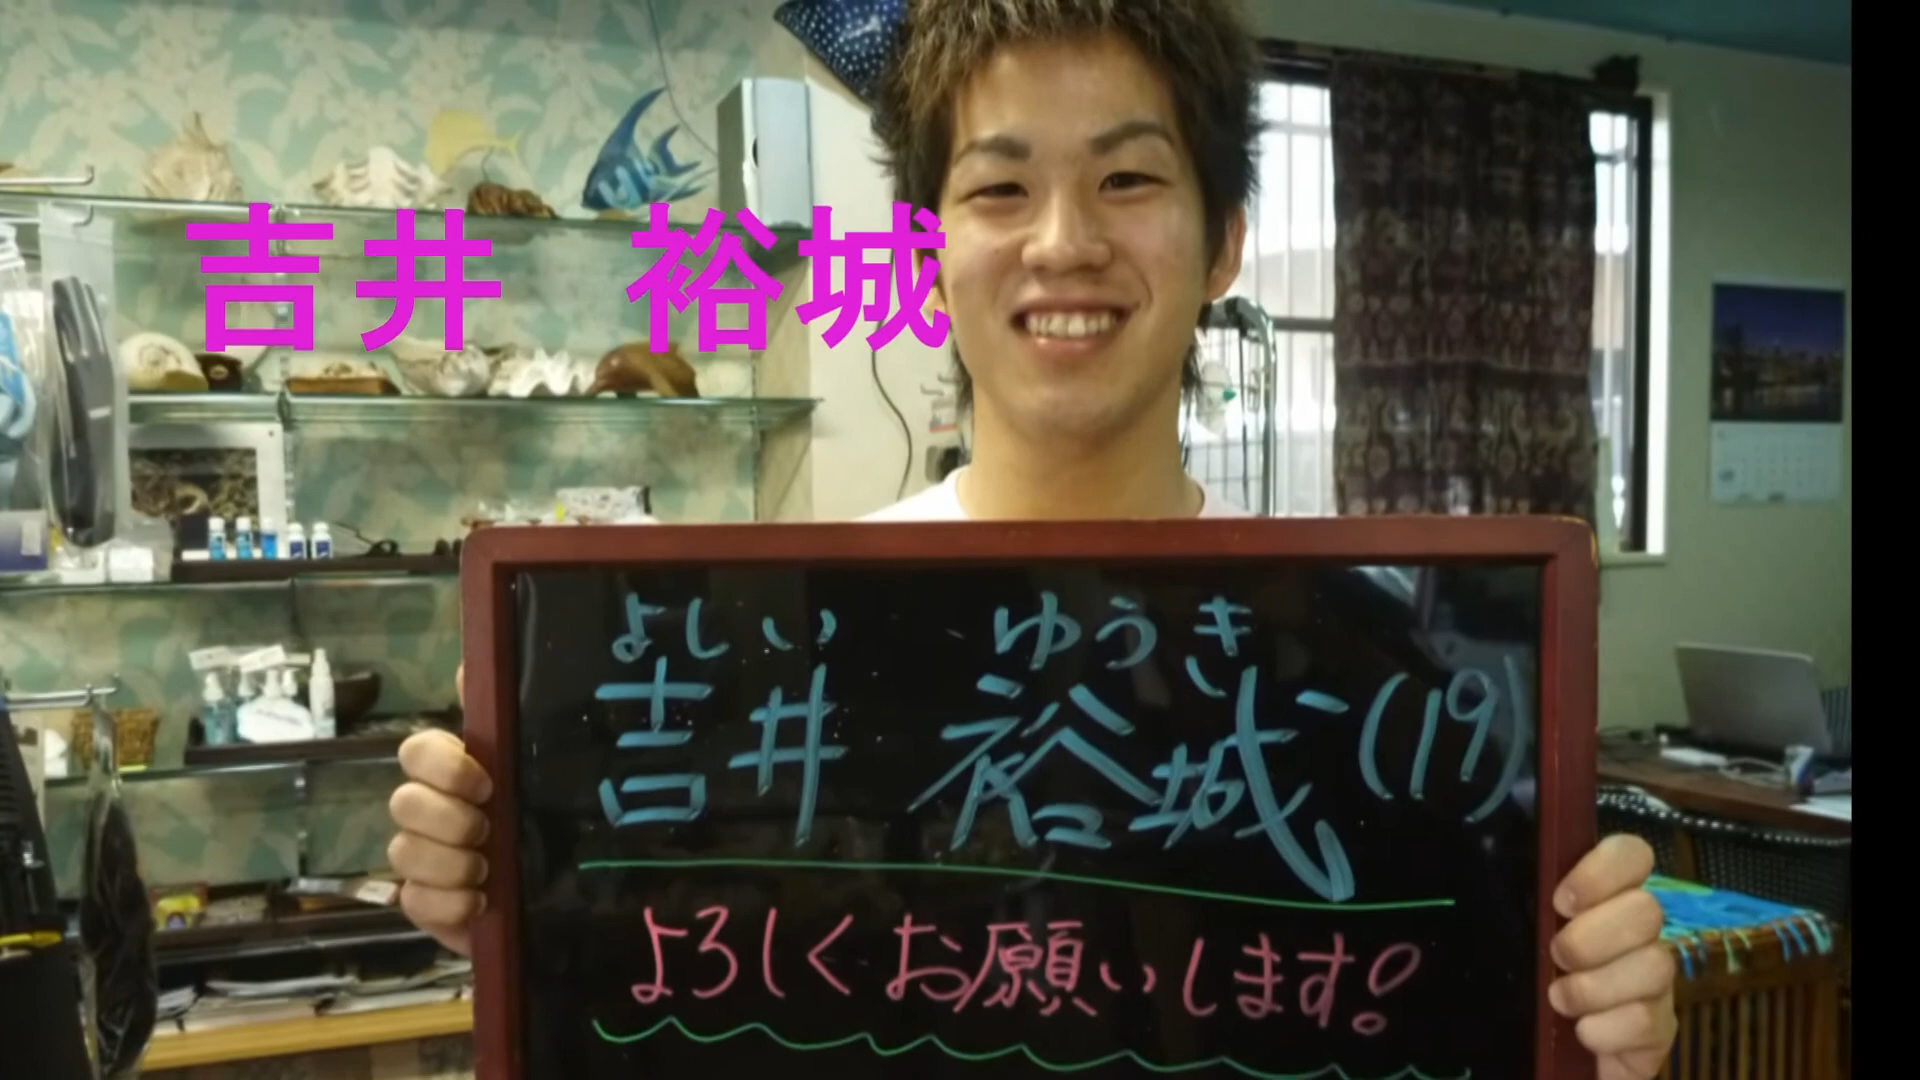 吉井　裕城
よしい　ゆうき
吉井　裕城 (19)
よろしくお願いします!